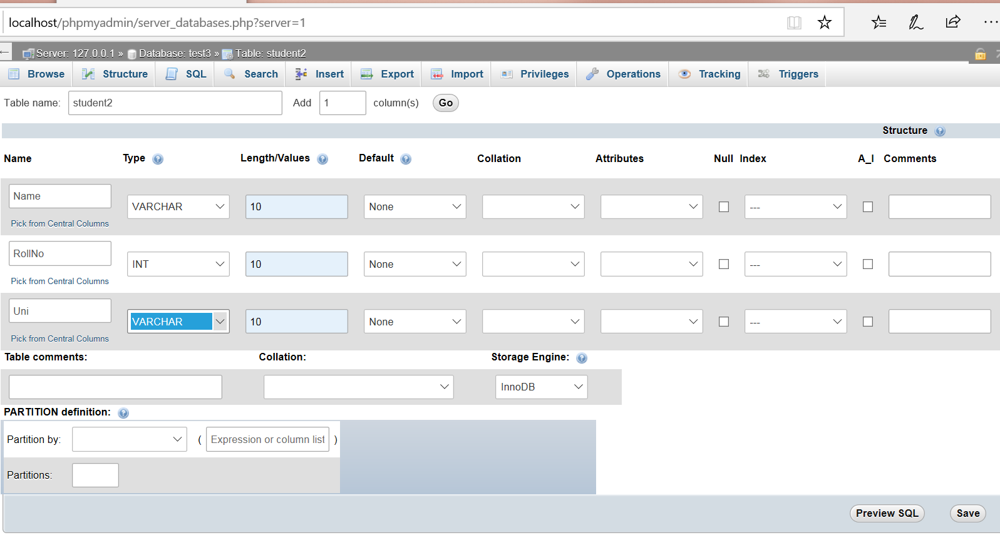 localhost/phpmyadmin/server_databases.php?server=1
Server: 127.0.0.1 » Database: test3 » Table: student2
Browse Structure SQL Search Insert Export Import Privileges Operations Tracking Triggers
Table name: student2 Add 1 column(s) Go
Structure
Name Type Length/Values Default Collation Attributes Null Index A_I Comments
Name VARCHAR 10 None ---
Pick from Central Columns
RollNo INT 10 None ---
Pick from Central Columns
Uni VARCHAR 10 None ---
Pick from Central Columns
Table comments: Collation: Storage Engine:
InnoDB
PARTITION definition:
Partition by: ( Expression or column list )
Partitions:
Preview SQL Save